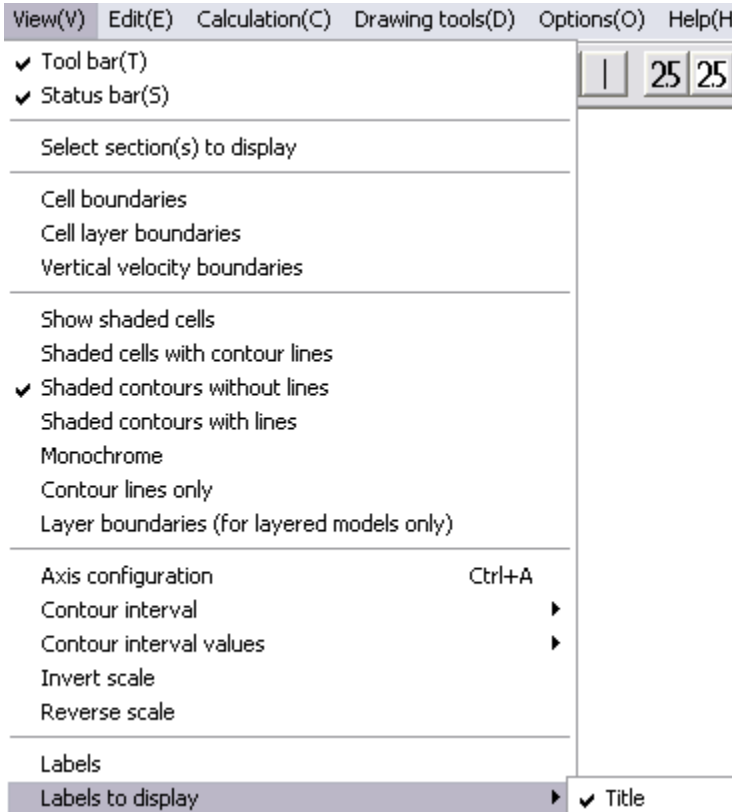 View(V) Edit(E) Calculation(C) Drawing tools(D) Options(O) Help(H
Tool bar(T)
Status bar(S)
25 25
Select section(s) to display
Cell boundaries
Cell layer boundaries
Vertical velocity boundaries
Show shaded cells
Shaded cells with contour lines
Shaded contours without lines
Shaded contours with lines
Monochrome
Contour lines only
Layer boundaries (for layered models only)
Axis configuration Ctrl+A
Contour interval
Contour interval values
Invert scale
Reverse scale
Labels
Labels to display
Title